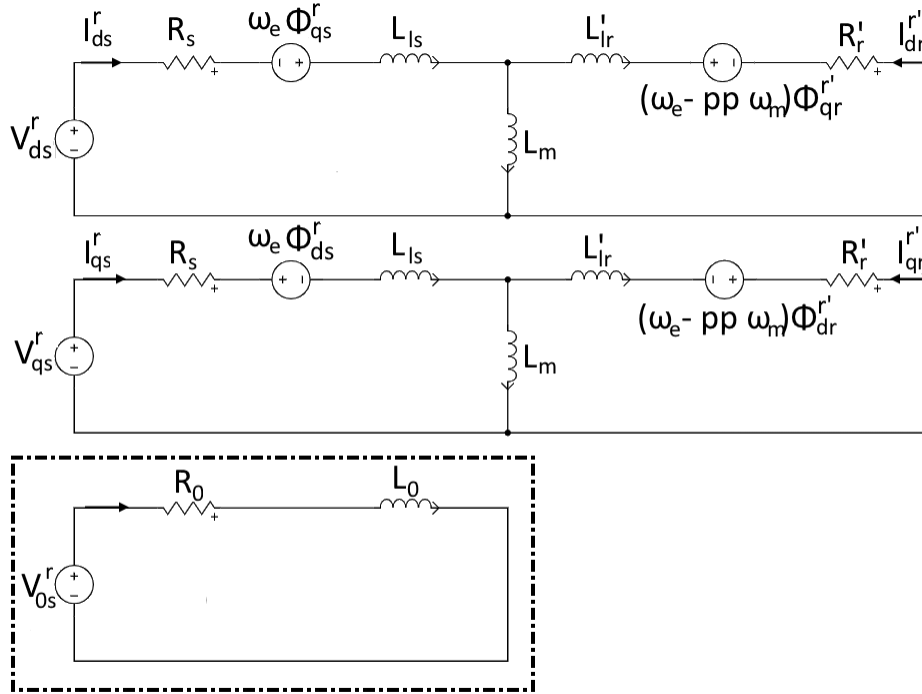 I^r_ds R_s ω_e Φ^r_qs L_ls L'_lr R'_r I^r'_dr
(ω_e- pp ω_m)Φ^r'_qr
V^r_ds L_m
I^r_qs R_s ω_e Φ^r_ds L_ls L'_lr R'_r I^r'_qr
(ω_e- pp ω_m)Φ^r'_dr
V^r_qs L_m
R_0 L_0
V^r_0s